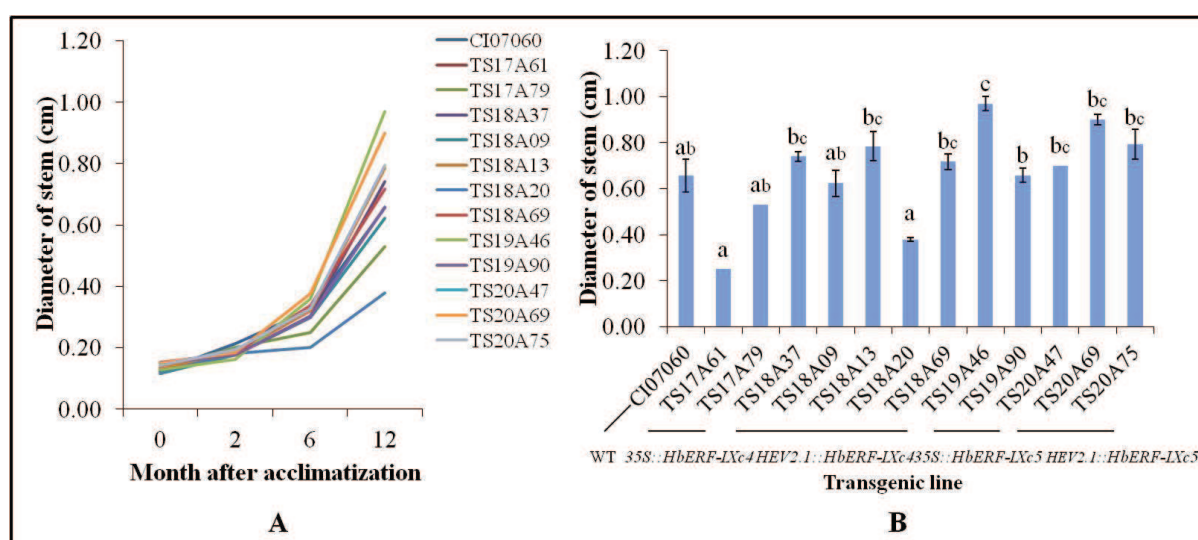 1.20
1.00
0.80
0.60
0.40
0.20
0.00
Diameter of stem (cm)
0 2 6 12
Month after acclimatization
A
CI07060
TS17A61
TS17A79
TS18A37
TS18A09
TS18A13
TS18A20
TS18A69
TS19A46
TS19A90
TS20A47
TS20A69
TS20A75
1.20
1.00
0.80
0.60
0.40
0.20
0.00
Diameter of stem (cm)
ab a ab bc ab bc a bc c b bc bc bc
CI07060 TS17A61 TS17A79 TS18A37 TS18A09 TS18A13 TS18A20 TS18A69 TS19A46 TS19A90 TS20A47 TS20A69 TS20A75
WT 35S::HbERF-IXc4 HEV2.1::HbERF-IXc4 35S::HbERF-IXc5 HEV2.1::HbERF-IXc5
Transgenic line
B